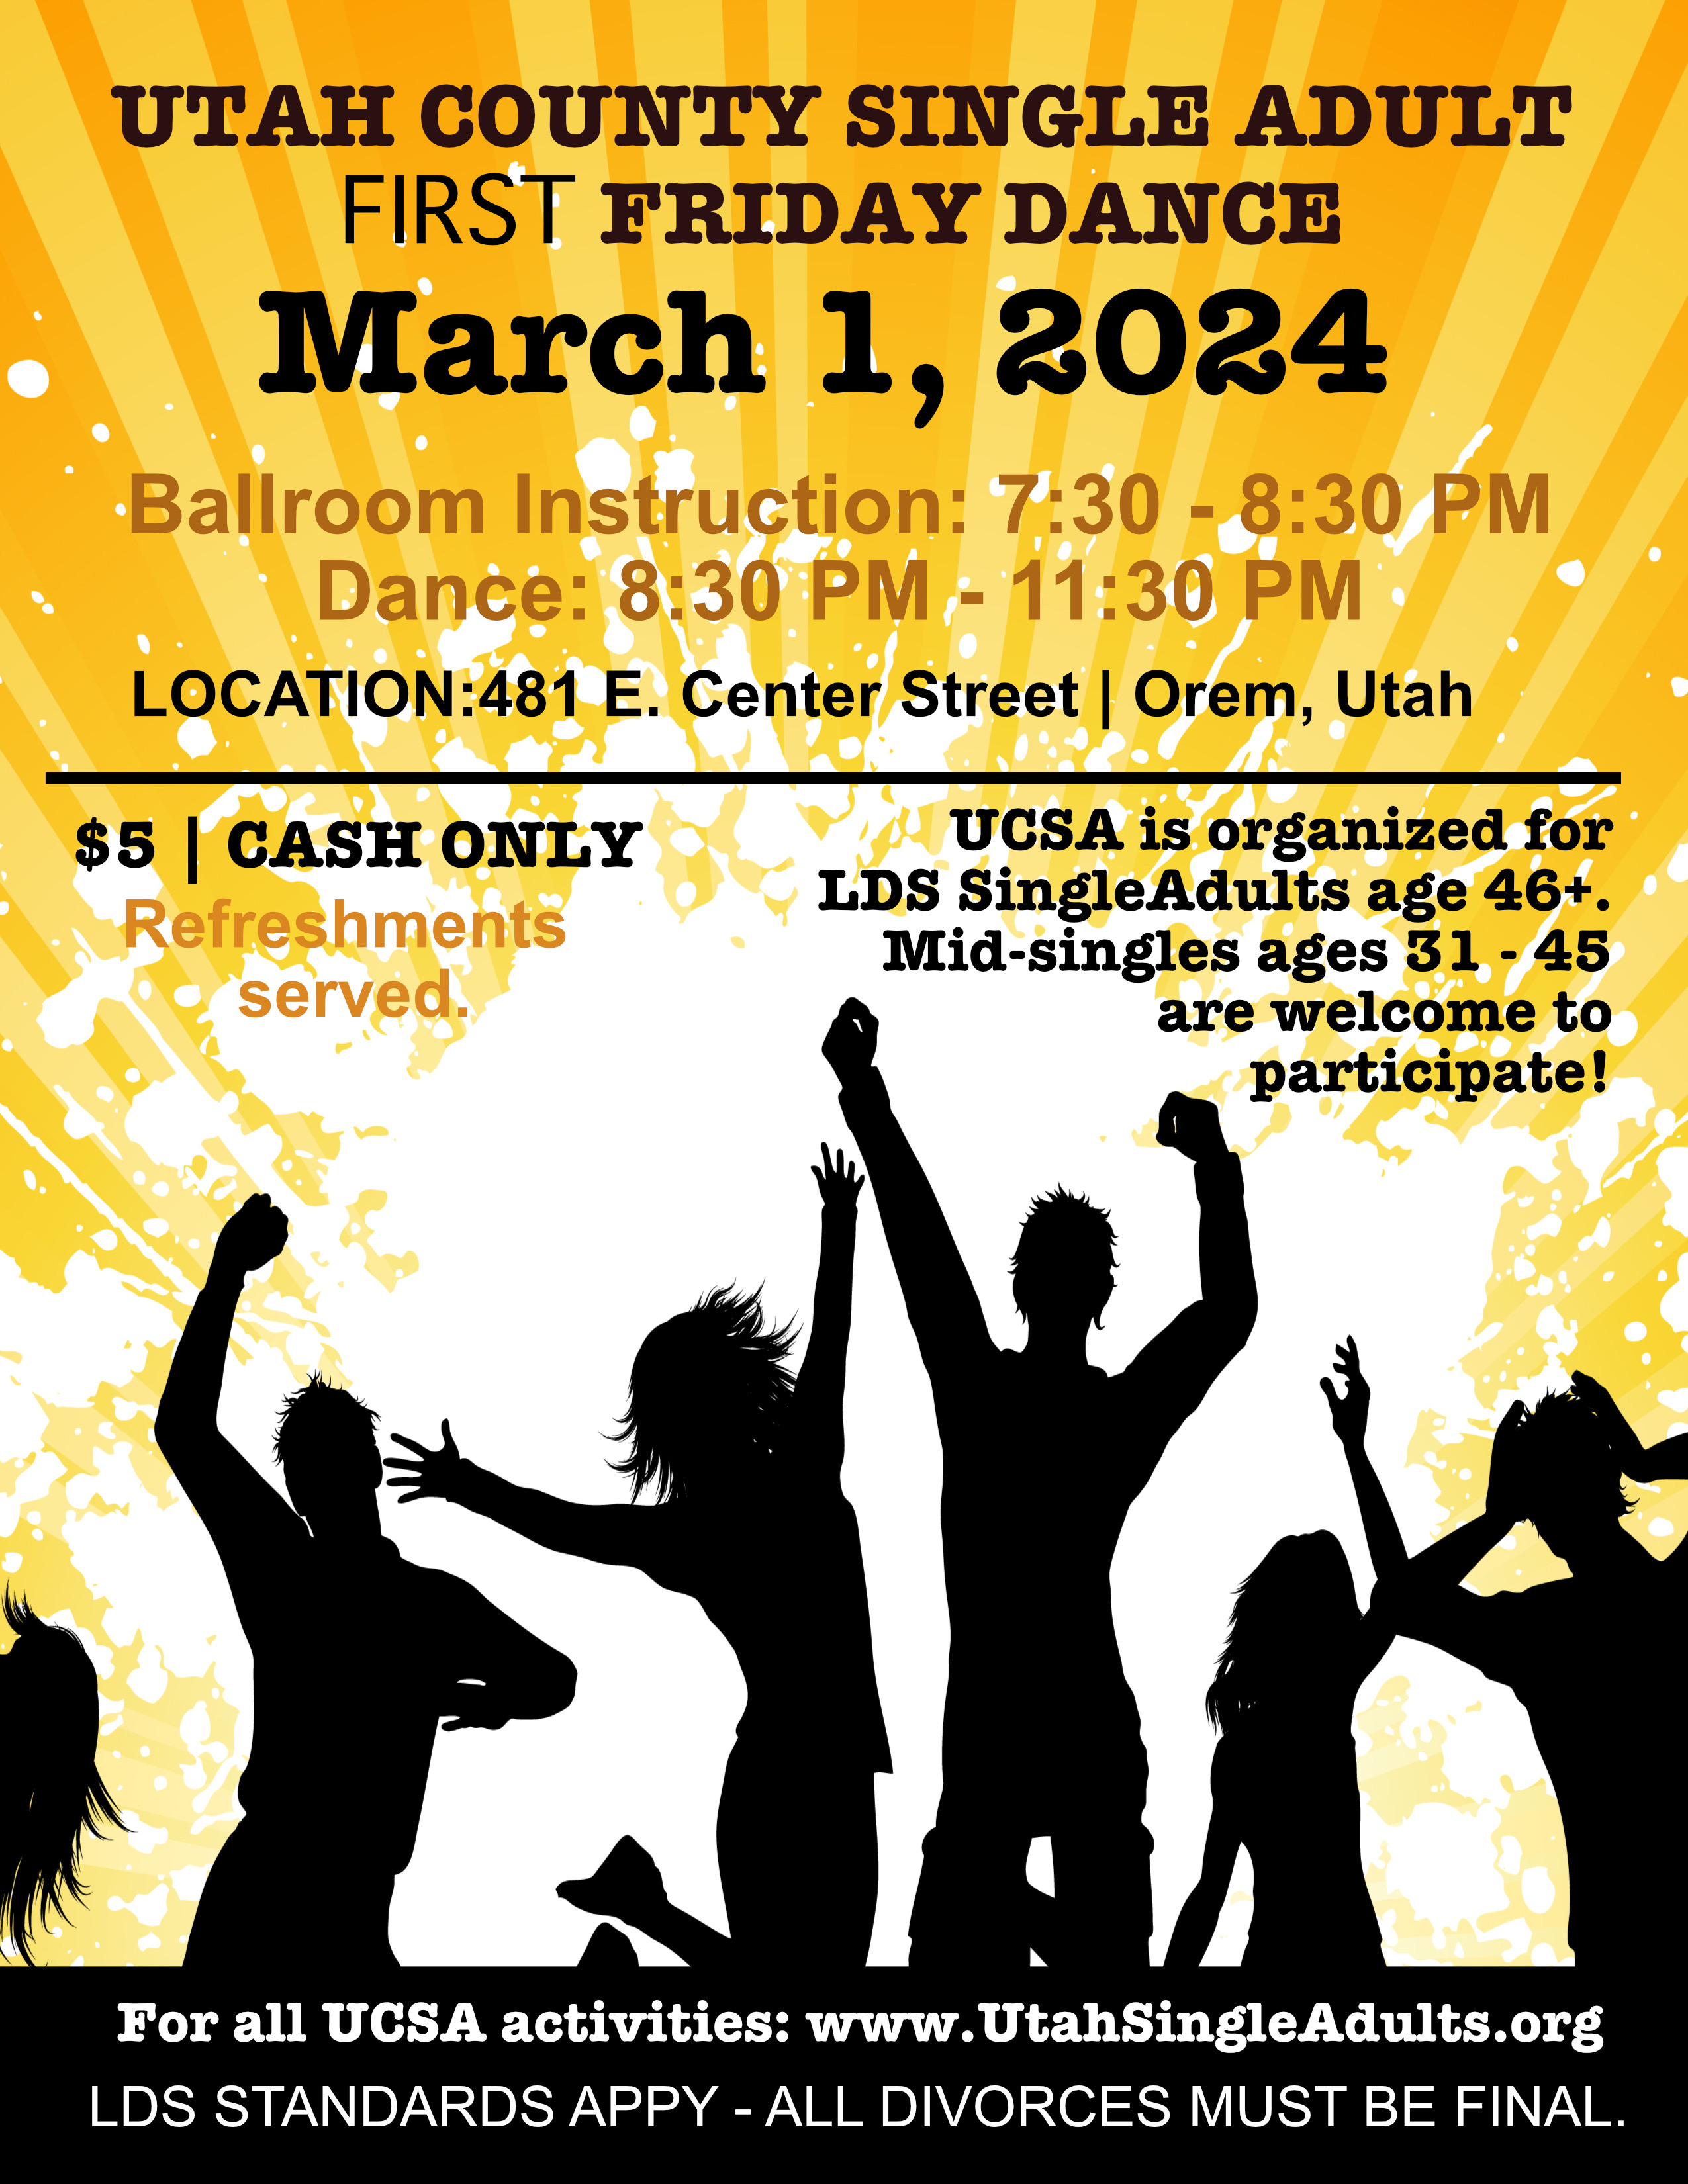 UTAH COUNTY SINGLE ADULT
FIRST FRIDAY DANCE
March 1, 2024
Ballroom Instruction: 7:30 - 8:30 PM
Dance: 8:30 PM - 11:30 PM
LOCATION:481 E. Center Street | Orem, Utah
$5 | CASH ONLY
Refreshments
served.
UCSA is organized for
LDS SingleAdults age 46+.
Mid-singles ages 31 - 45
are welcome to
participate!
For all UCSA activities: www.UtahSingleAdults.org
LDS STANDARDS APPY - ALL DIVORCES MUST BE FINAL.